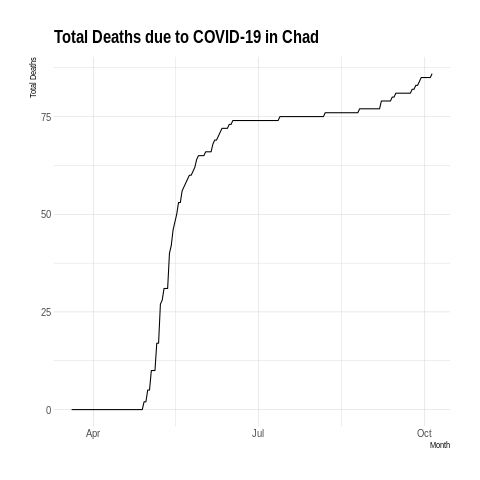 Total Deaths due to COVID-19 in Chad
Total Deaths
75
50
25
0
Apr
Jul
Oct
Month